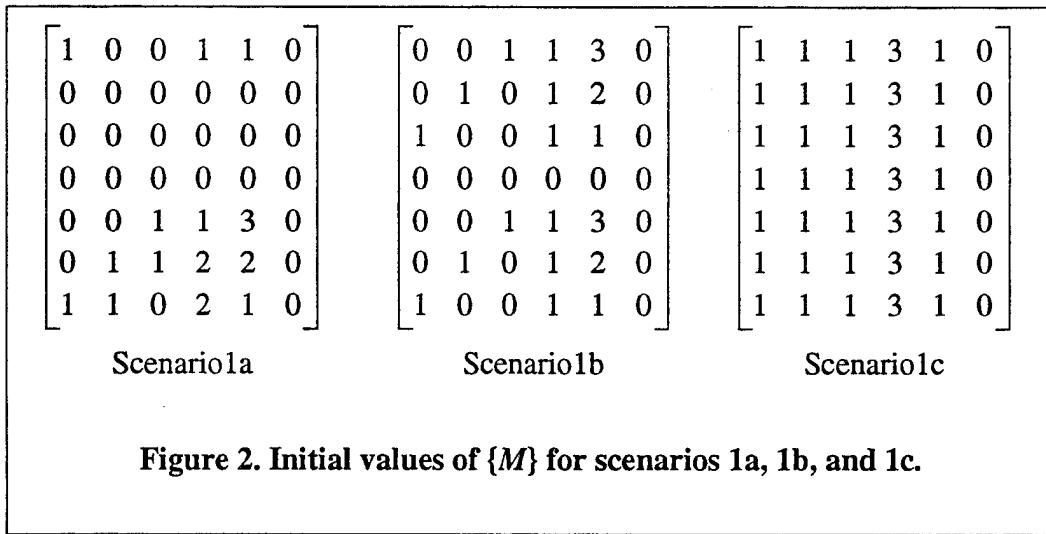 1 0 0 1 1 0 0 0 1 1 3 0 1 1 1 3 1 0
0 0 0 0 0 0 0 1 0 1 2 0 1 1 1 3 1 0
0 0 0 0 0 0 1 0 0 1 1 0 1 1 1 3 1 0
0 0 0 0 0 0 0 0 0 0 0 0 1 1 1 3 1 0
0 0 1 1 3 0 0 0 1 1 3 0 1 1 1 3 1 0
0 1 1 2 2 0 0 1 0 1 2 0 1 1 1 3 1 0
1 1 0 2 1 0 1 0 0 1 1 0 1 1 1 3 1 0
Scenario1a Scenario1b Scenario1c
Figure 2. Initial values of {M} for scenarios 1a, 1b, and 1c.